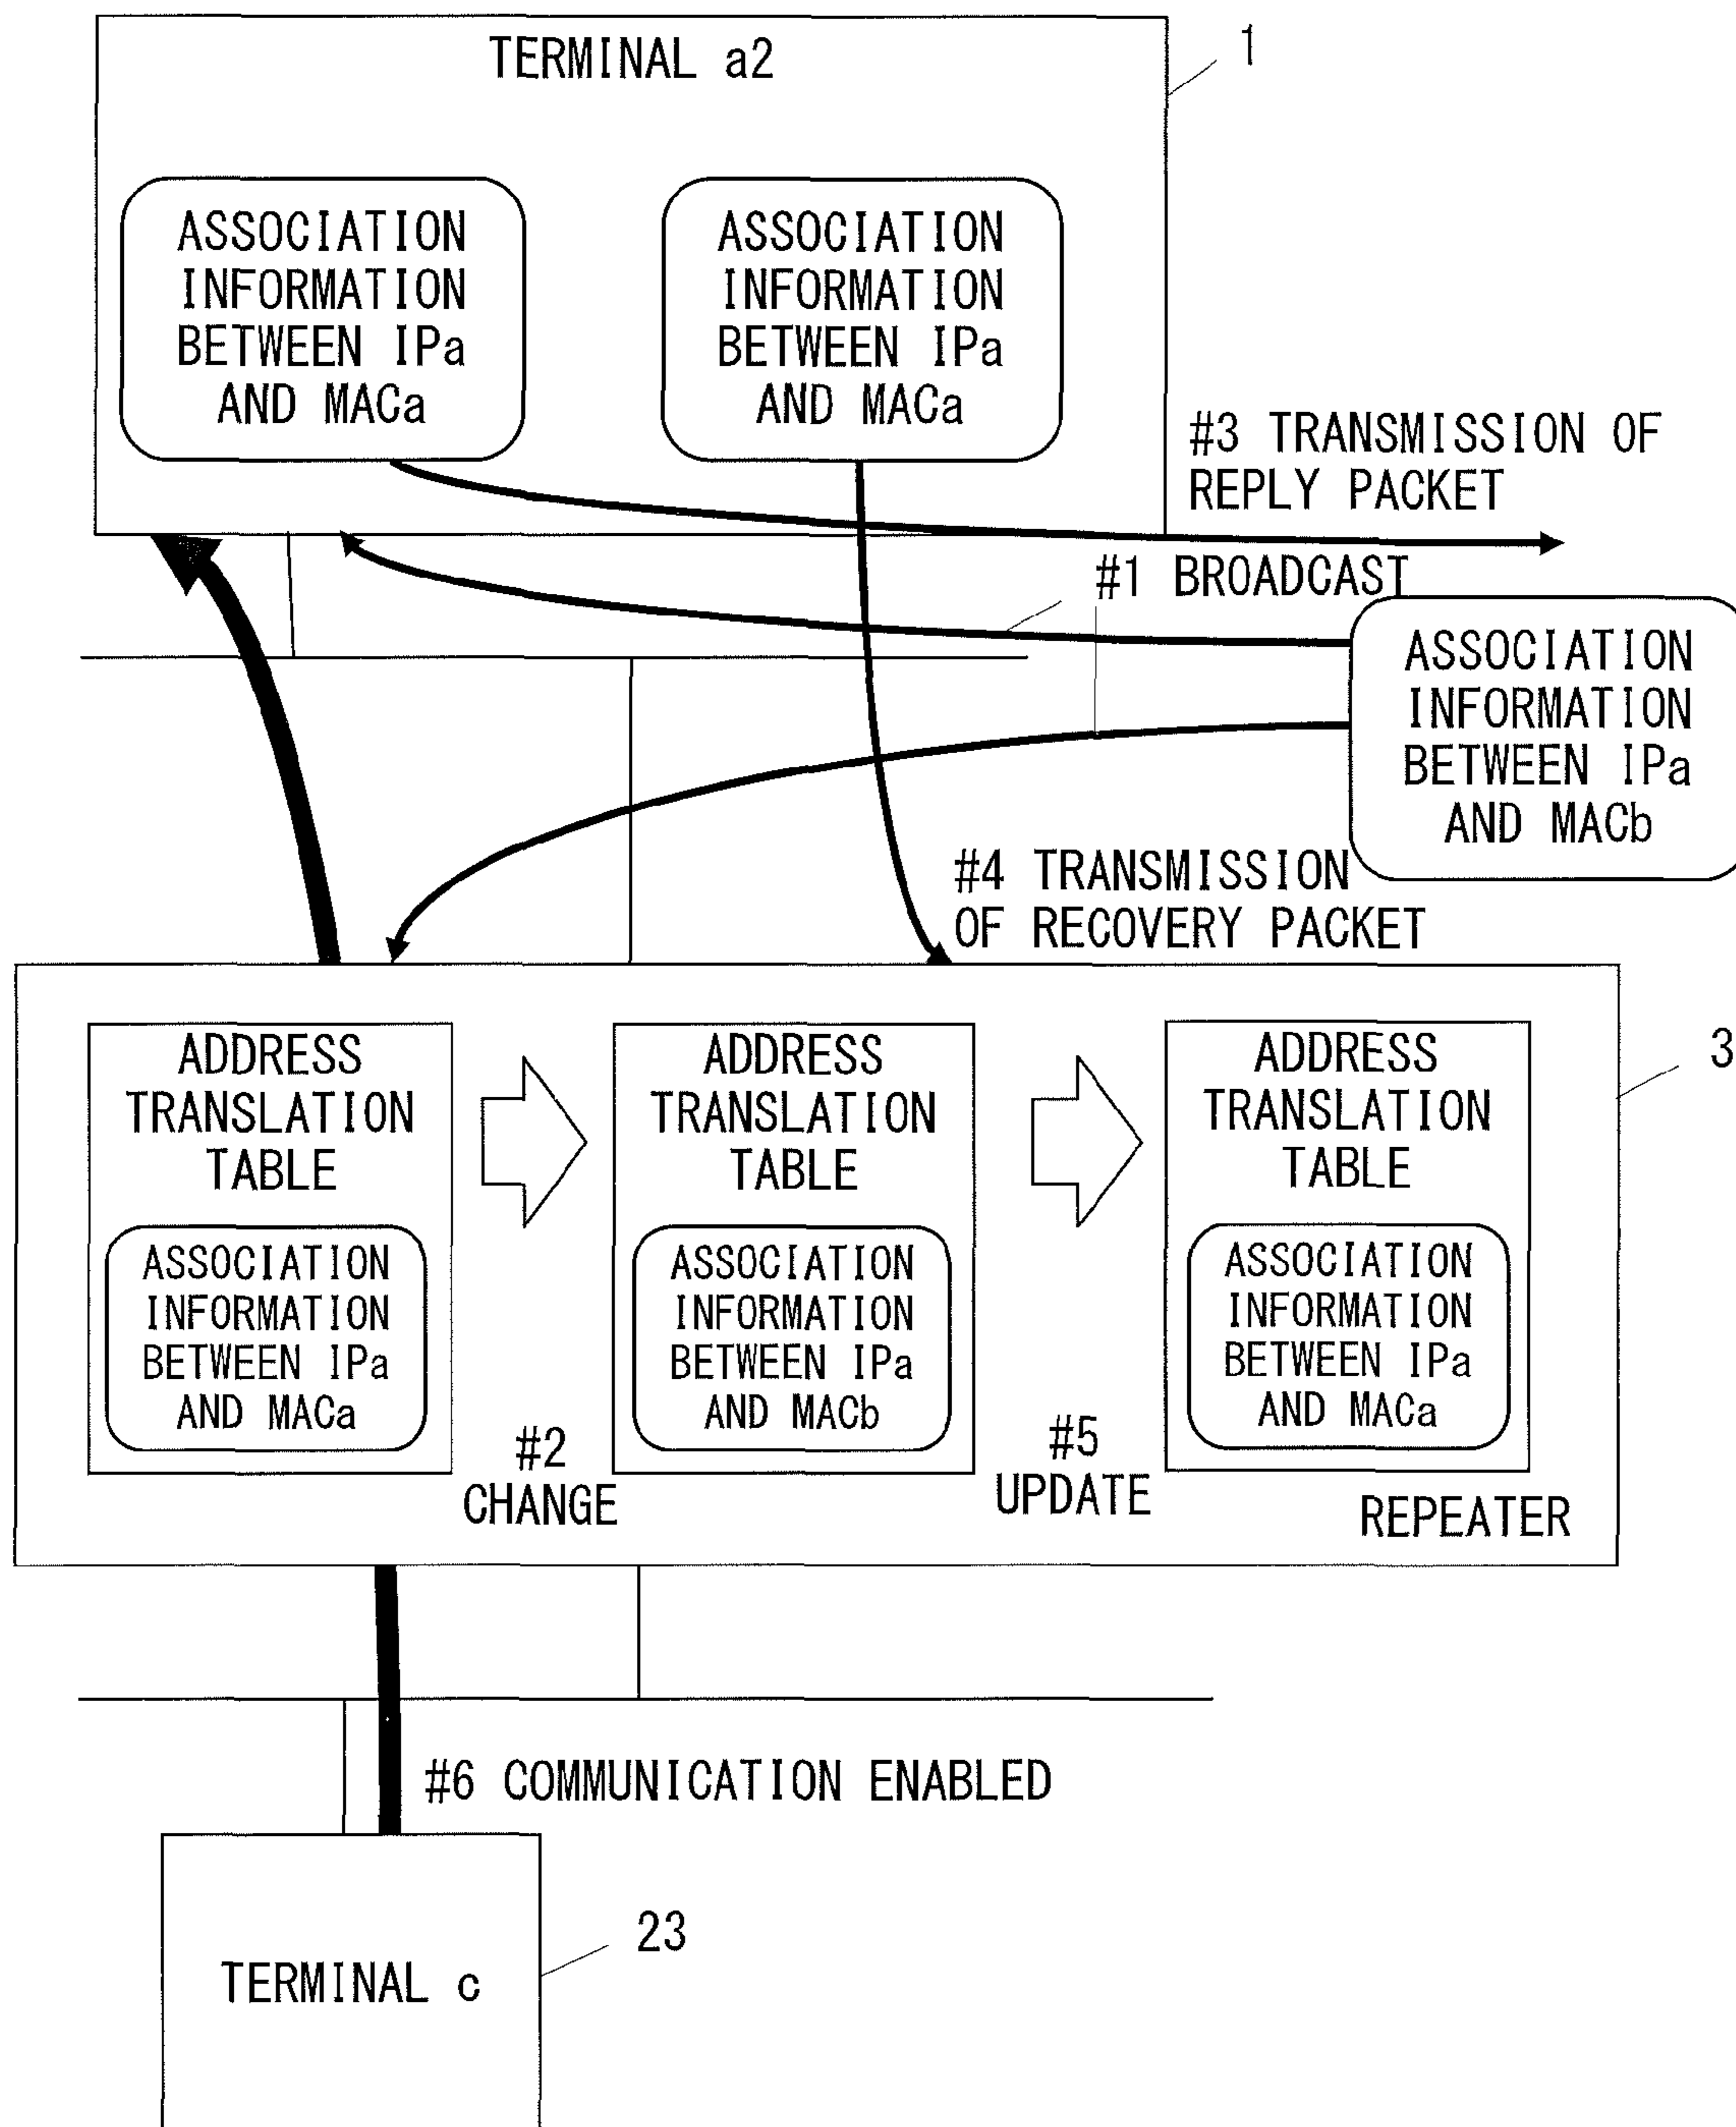 TERMINAL a2
1
ASSOCIATION
INFORMATION
BETWEEN IPa
AND MACa
ASSOCIATION
INFORMATION
BETWEEN IPa
AND MACa
#3 TRANSMISSION OF
REPLY PACKET
#1 BROADCAST
ASSOCIATION
INFORMATION
BETWEEN IPa
AND MACb
#4 TRANSMISSION
OF RECOVERY PACKET
3
ADDRESS
TRANSLATION
TABLE
ASSOCIATION
INFORMATION
BETWEEN IPa
AND MACa
#2
CHANGE
ADDRESS
TRANSLATION
TABLE
ASSOCIATION
INFORMATION
BETWEEN IPa
AND MACb
#5
UPDATE
ADDRESS
TRANSLATION
TABLE
ASSOCIATION
INFORMATION
BETWEEN IPa
AND MACa
REPEATER
#6 COMMUNICATION ENABLED
TERMINAL c
23